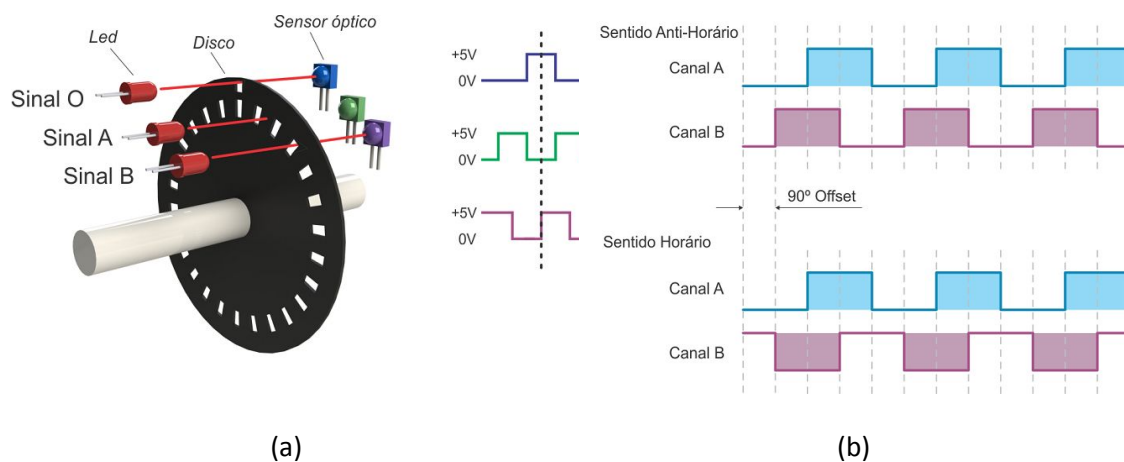 Led
Disco
Sensor óptico
Sinal O
Sinal A
Sinal B
+5V
0V
+5V
0V
+5V
0V
(a)
Sentido Anti-Horário
Canal A
Canal B
90º Offset
Sentido Horário
Canal A
Canal B
(b)